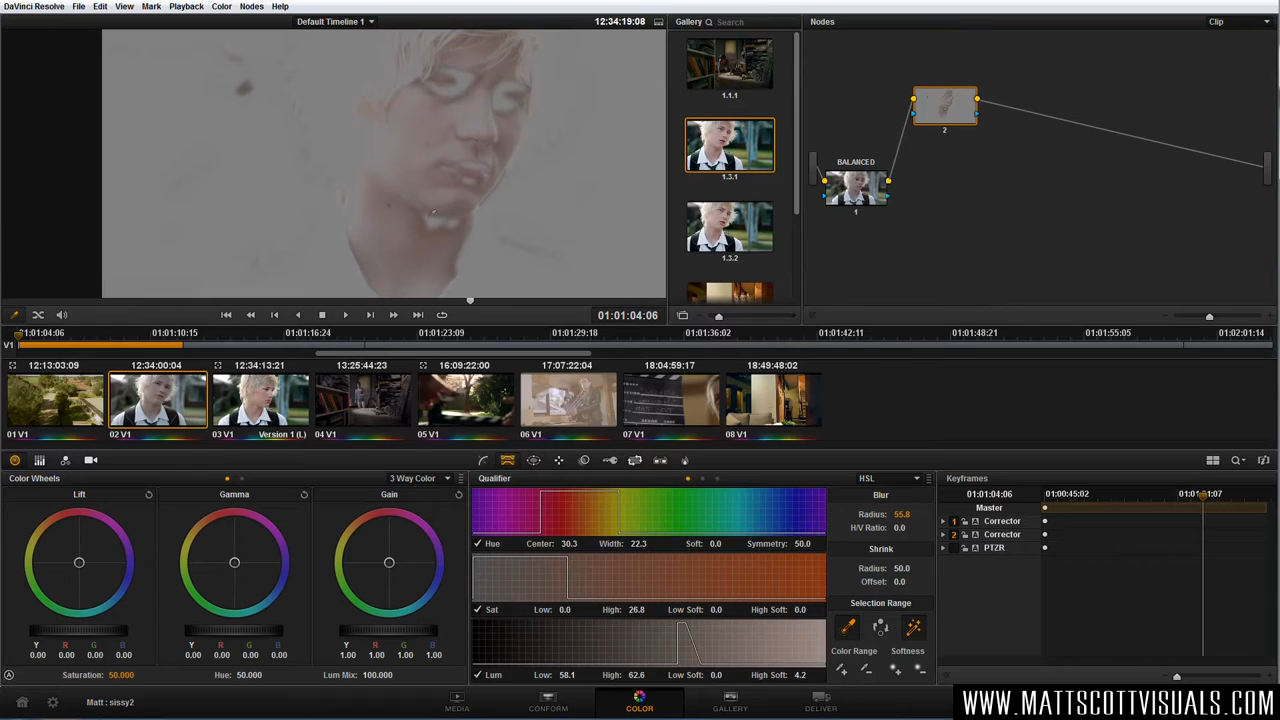 DaVinci Resolve File Edit View Mark Playback Color Nodes Help
Default Timeline 1 12:34:19:08 Gallery Search Nodes Clip
1.1.1
1.3.1
1.3.2
2
BALANCED
1
01:01:04:06
01:01:04:06 01:01:10:15 01:01:16:24 01:01:23:09 01:01:29:18 01:01:36:02 01:01:42:11 01:01:48:21 01:01:55:05 01:02:01:14
V1
12:13:03:09 12:34:00:04 12:34:13:21 13:25:44:23 16:09:22:00 17:07:22:04 18:04:59:17 18:49:48:02
01 V1 02 V1 03 V1 Version 1 (L) 04 V1 05 V1 06 V1 07 V1 08 V1
Color Wheels 3 Way Color Qualifier HSL Keyframes
Lift Gamma Gain
Y R G B Y R G B Y R G B
0.00 0.00 0.00 0.00 0.00 0.00 0.00 0.00 1.00 1.00 1.00 1.00
A Saturation: 50.000 Hue: 50.000 Lum Mix: 100.000
Hue Center: 30.3 Width: 22.3 Soft: 0.0 Symmetry: 50.0
Sat Low: 0.0 High: 26.8 Low Soft: 0.0 High Soft: 0.0
Lum Low: 58.1 High: 62.6 Low Soft: 0.0 High Soft: 4.2
Blur
Radius: 55.8
H/V Ratio: 0.0
Shrink
Radius: 50.0
Offset: 0.0
Selection Range
Color Range Softness
01:01:04:06 01:00:45:02
Master
1 A Corrector
2 A Corrector
A PTZR
Matt : sissy2
MEDIA CONFORM COLOR GALLERY DELIVER
WWW.MATTSCOTTVISUALS.COM